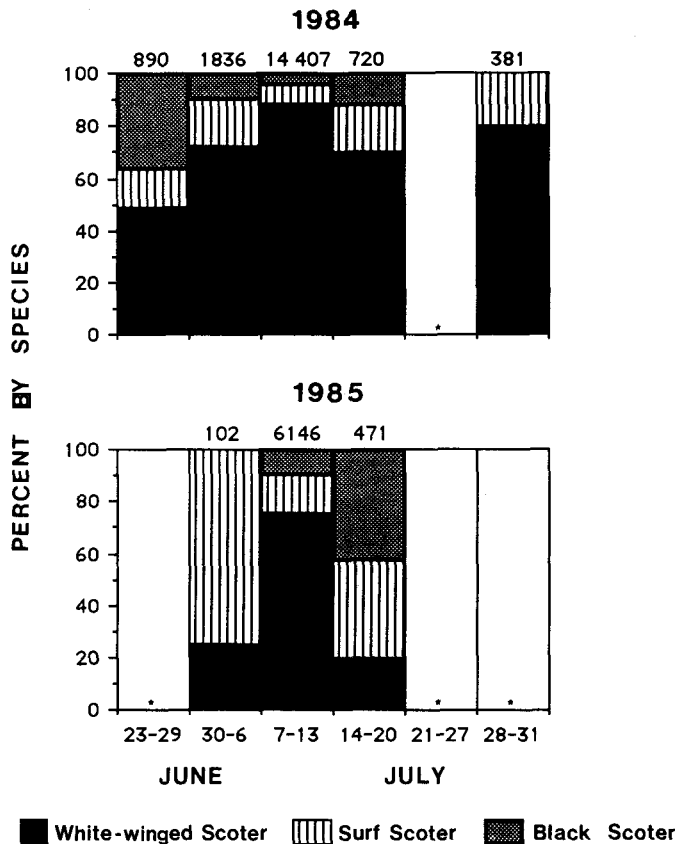 1984
890 1836 14 407 720 381
100
80
60
40
20
0
*
PERCENT BY SPECIES
1985
102 6146 471
100
80
60
40
20
0
* * *
23-29 30-6 7-13 14-20 21-27 28-31
JUNE JULY
White-winged Scoter Surf Scoter Black Scoter